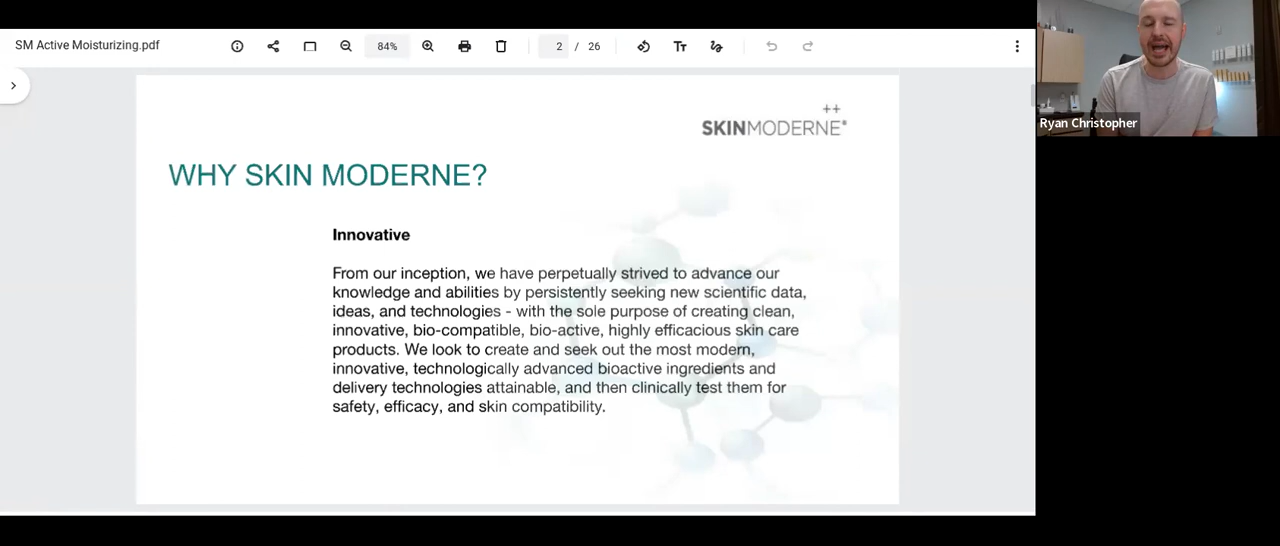 SM Active Moisturizing.pdf
84%
2 / 26
Ryan Christopher
++
SKINMODERNE®
WHY SKIN MODERNE?
Innovative
From our inception, we have perpetually strived to advance our
knowledge and abilities by persistently seeking new scientific data,
ideas, and technologies - with the sole purpose of creating clean,
innovative, bio-compatible, bio-active, highly efficacious skin care
products. We look to create and seek out the most modern,
innovative, technologically advanced bioactive ingredients and
delivery technologies attainable, and then clinically test them for
safety, efficacy, and skin compatibility.